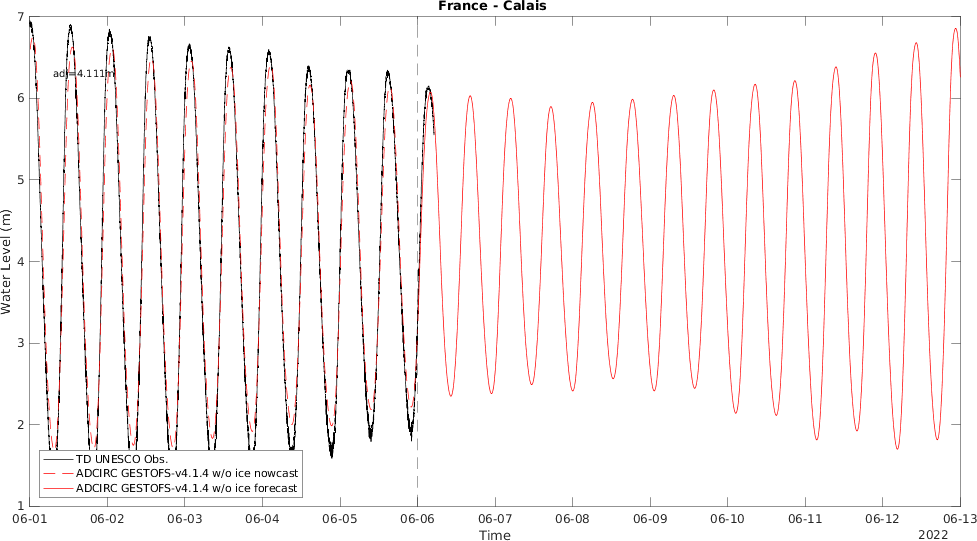 France - Calais
7
6
5
4
3
2
1
Water Level (m)
adj=4.111m
TD UNESCO Obs.
ADCIRC GESTOFS-v4.1.4 w/o ice nowcast
ADCIRC GESTOFS-v4.1.4 w/o ice forecast
06-01 06-02 06-03 06-04 06-05 06-06 06-07 06-08 06-09 06-10 06-11 06-12 06-13
Time
2022